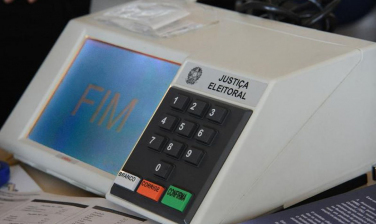 FIM
JUSTIÇA
ELEITORAL
1 2 3
4 5 6
7 8 9
0
BRANCO CORRIGE CONFIRMA